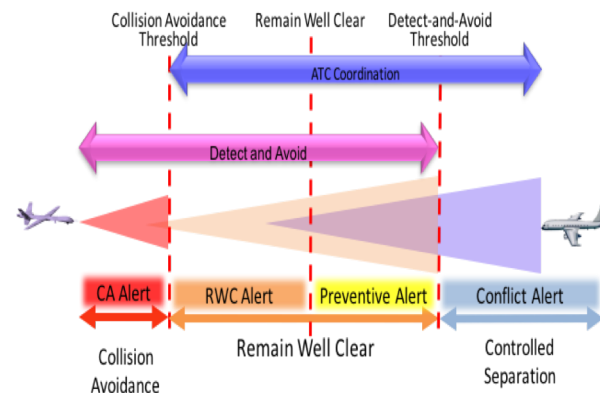 Collision Avoidance
Threshold
Remain Well Clear
Detect-and-Avoid
Threshold
ATC Coordination
Detect and Avoid
CA Alert
RWC Alert
Preventive Alert
Conflict Alert
Collision
Avoidance
Remain Well Clear
Controlled
Separation